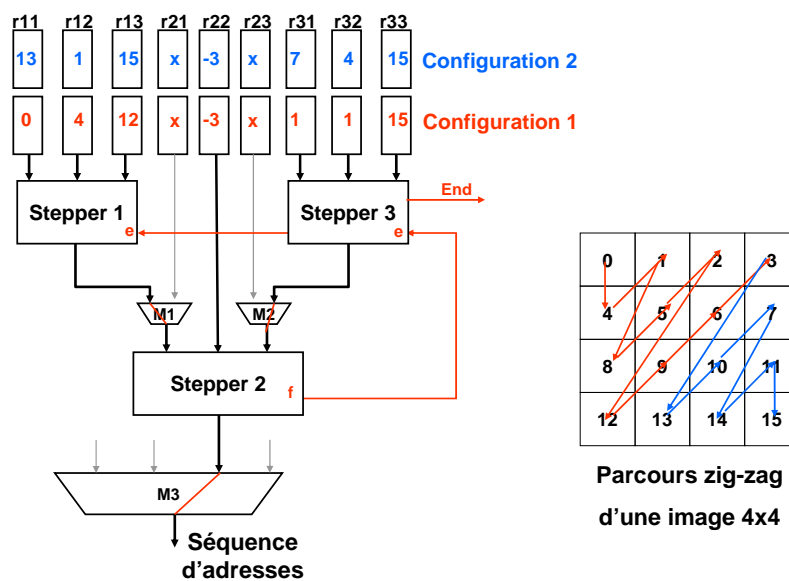 r11 r12 r13 r21 r22 r23 r31 r32 r33
13 1 15 x -3 x 7 4 15 Configuration 2
0 4 12 x -3 x 1 1 15 Configuration 1
Stepper 1 e
Stepper 3 e
End
M1 M2
Stepper 2 f
M3
Séquence
d'adresses
0 1 2 3
4 5 6 7
8 9 10 11
12 13 14 15
Parcours zig-zag
d'une image 4x4